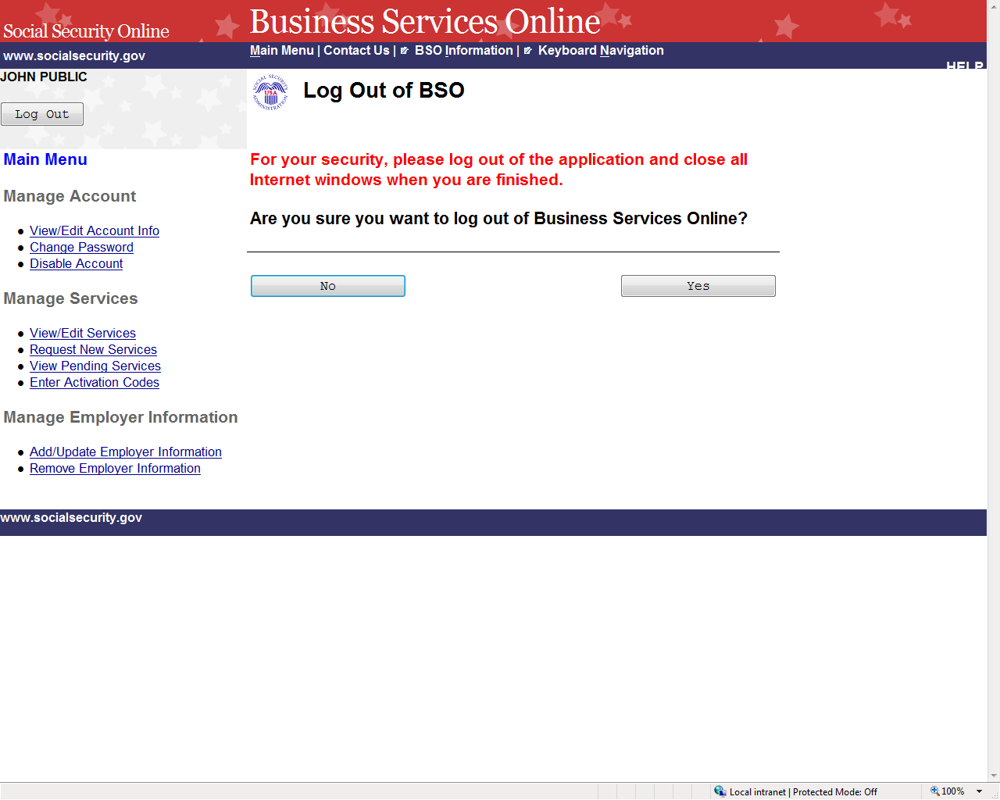 Social Security Online
Business Services Online
www.socialsecurity.gov
Main Menu | Contact Us | BSO Information | Keyboard Navigation
HELP
JOHN PUBLIC
Log Out
SOCIAL SECURITY ADMINISTRATION
USA
Log Out of BSO
Main Menu
Manage Account
● View/Edit Account Info
● Change Password
● Disable Account
Manage Services
● View/Edit Services
● Request New Services
● View Pending Services
● Enter Activation Codes
Manage Employer Information
● Add/Update Employer Information
● Remove Employer Information
For your security, please log out of the application and close all
Internet windows when you are finished.
Are you sure you want to log out of Business Services Online?
No
Yes
www.socialsecurity.gov
Local intranet | Protected Mode: Off
100%